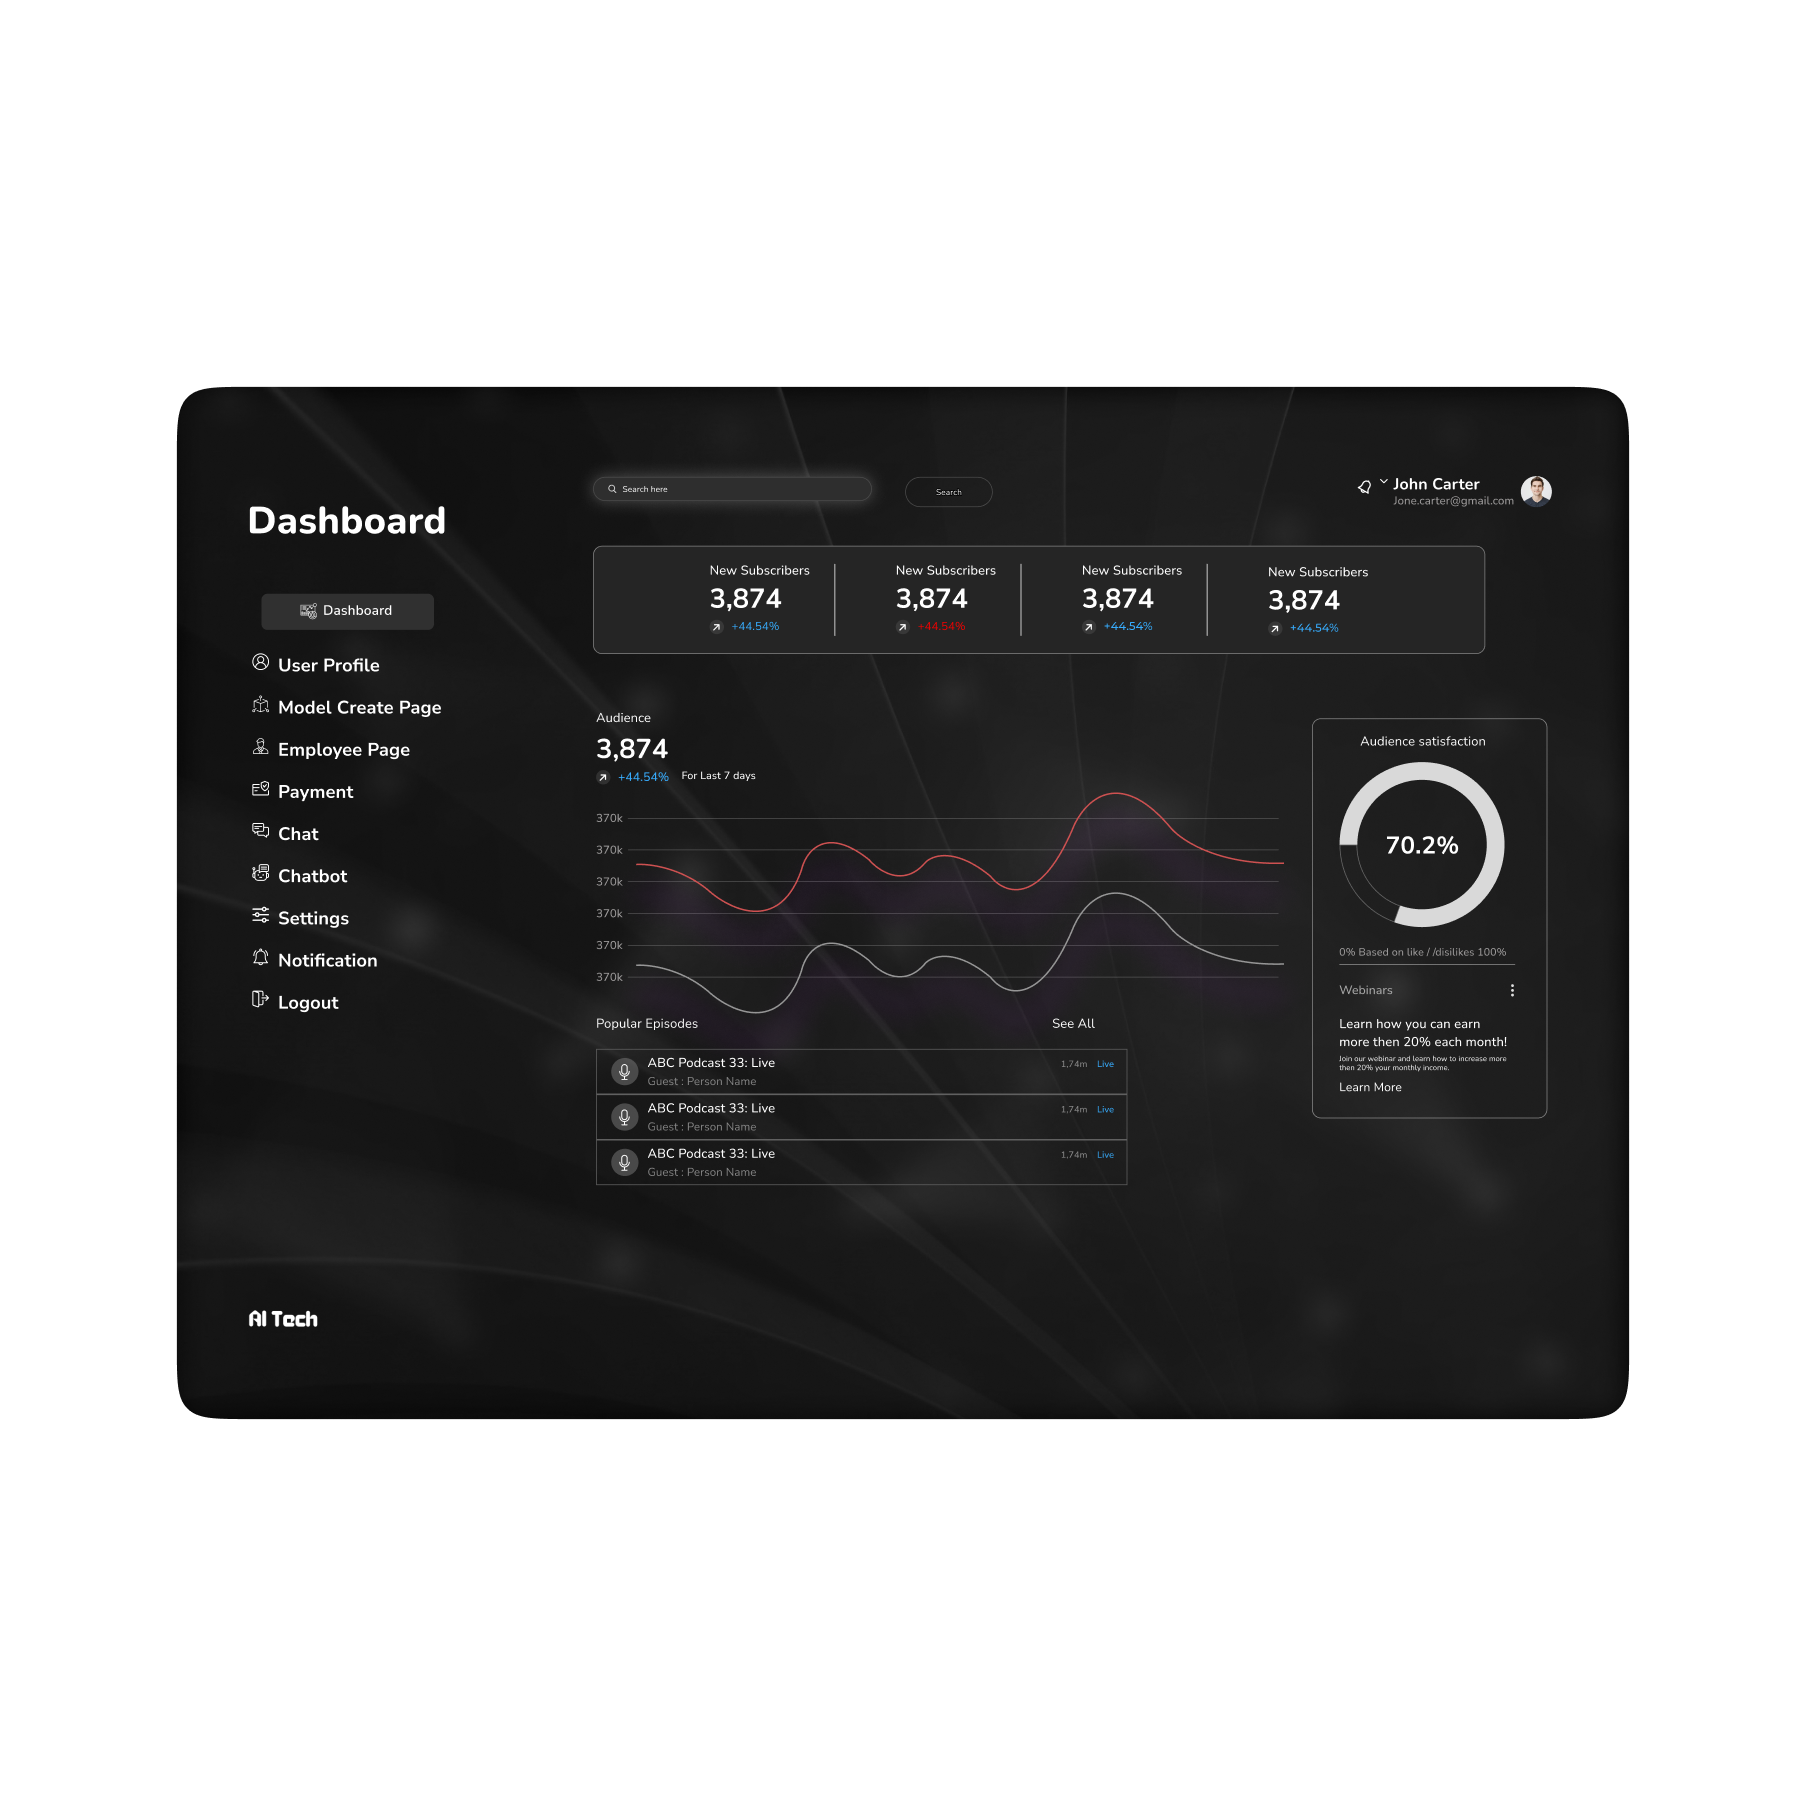 Dashboard
Dashboard
User Profile
Model Create Page
Employee Page
Payment
Chat
Chatbot
Settings
Notification
Logout
AI Tech
Search here
Search
John Carter
Jone.carter@gmail.com
New Subscribers
3,874
+44.54%
New Subscribers
3,874
+44.54%
New Subscribers
3,874
+44.54%
New Subscribers
3,874
+44.54%
Audience
3,874
+44.54% For Last 7 days
370k
370k
370k
370k
370k
370k
Popular Episodes See All
ABC Podcast 33: Live 1,74m Live
Guest : Person Name
ABC Podcast 33: Live 1,74m Live
Guest : Person Name
ABC Podcast 33: Live 1,74m Live
Guest : Person Name
Audience satisfaction
70.2%
0% Based on like / /disilikes 100%
Webinars
Learn how you can earn
more then 20% each month!
Join our webinar and learn how to increase more
then 20% your monthly income.
Learn More